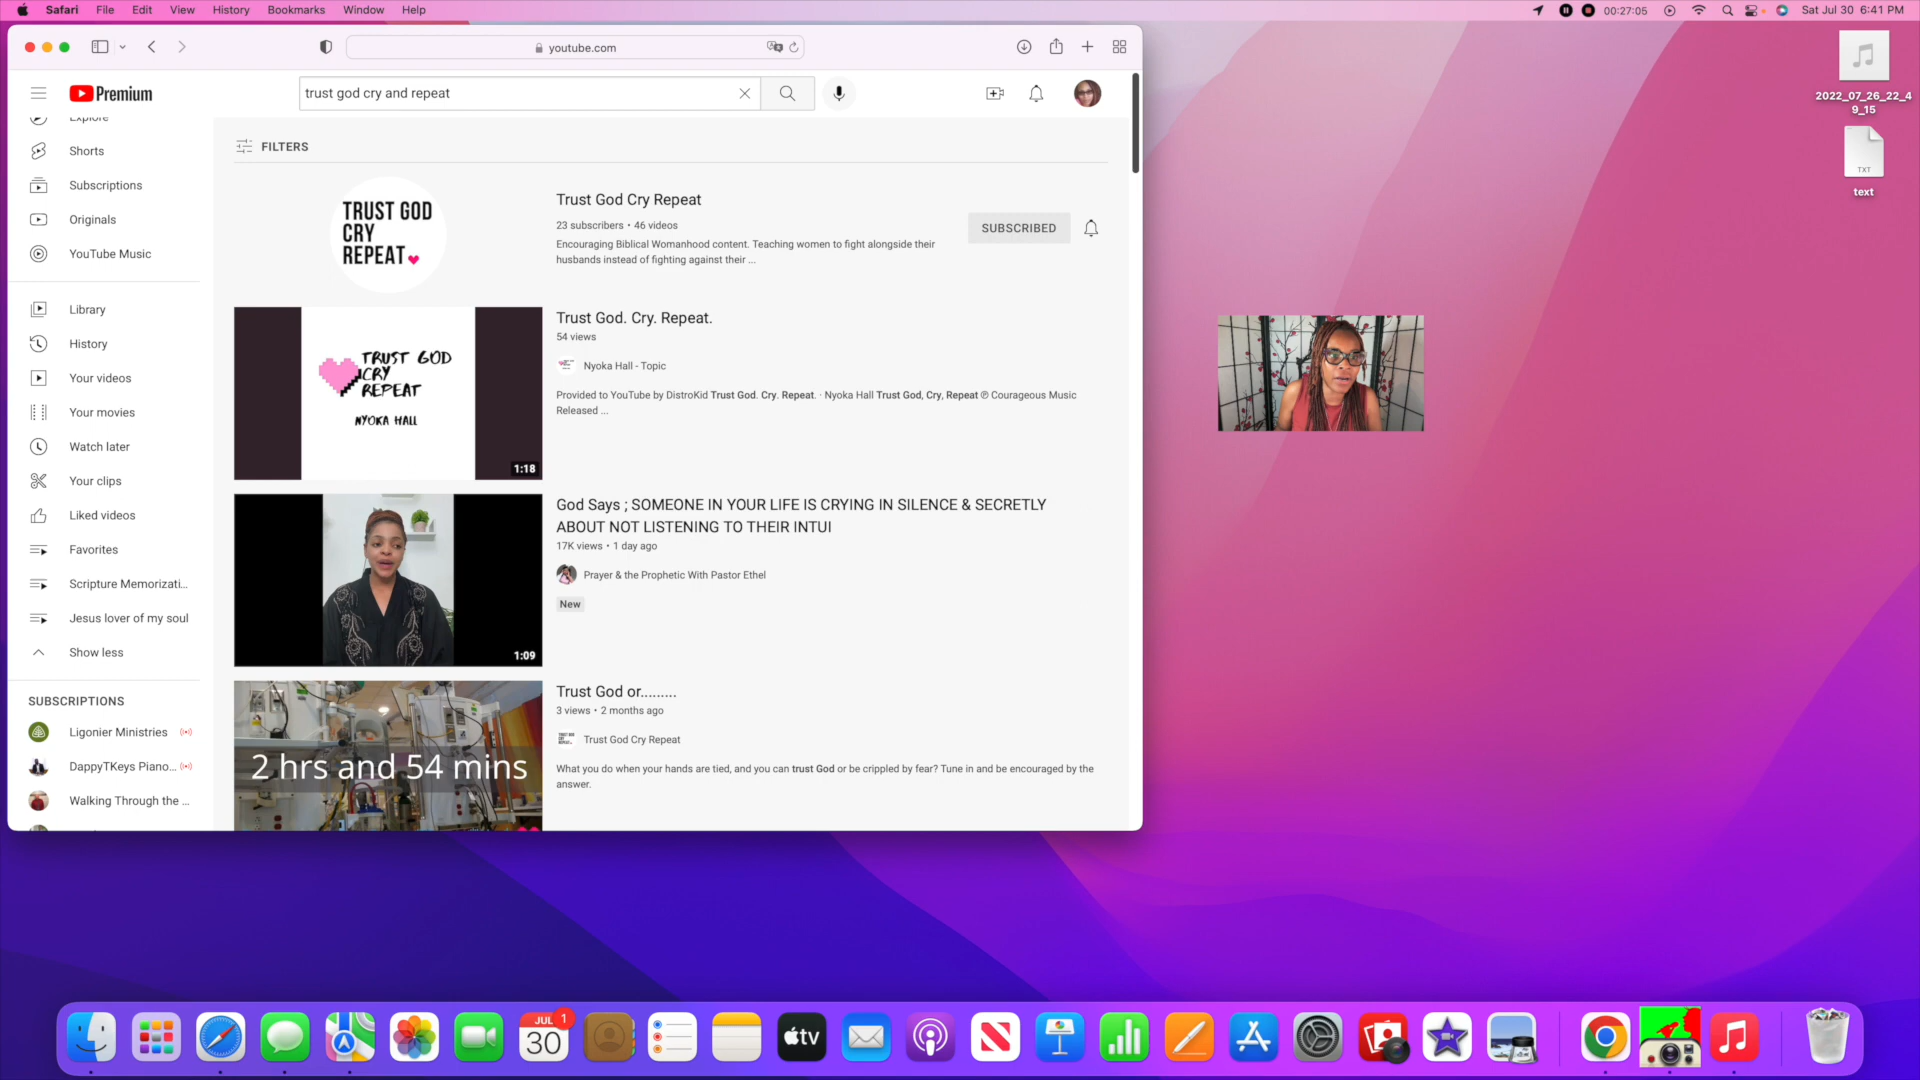 Safari File Edit View History Bookmarks Window Help
00:27:05 Sat Jul 30 6:41 PM
youtube.com
Premium
trust god cry and repeat
Explore
Shorts
Subscriptions
Originals
YouTube Music
Library
History
Your videos
Your movies
Watch later
Your clips
Liked videos
Favorites
Scripture Memorizati...
Jesus lover of my soul
Show less
SUBSCRIPTIONS
Ligonier Ministries
DappyTKeys Piano...
Walking Through the ...
FILTERS
TRUST GOD
CRY
REPEAT
Trust God Cry Repeat
23 subscribers • 46 videos
Encouraging Biblical Womanhood content. Teaching women to fight alongside their
husbands instead of fighting against their ...
SUBSCRIBED
TRUST GOD
CRY
REPEAT
NYOKA HALL
1:18
Trust God. Cry. Repeat.
54 views
Nyoka Hall - Topic
Provided to YouTube by DistroKid Trust God. Cry. Repeat. · Nyoka Hall Trust God, Cry, Repeat ℗ Courageous Music
Released ...
1:09
God Says ; SOMEONE IN YOUR LIFE IS CRYING IN SILENCE & SECRETLY
ABOUT NOT LISTENING TO THEIR INTUI
17K views • 1 day ago
Prayer & the Prophetic With Pastor Ethel
New
2 hrs and 54 mins
Trust God or.........
3 views • 2 months ago
Trust God Cry Repeat
What you do when your hands are tied, and you can trust God or be crippled by fear? Tune in and be encouraged by the
answer.
2022_07_26_22_4
9_15
TXT
text
JUL 1
30
tv